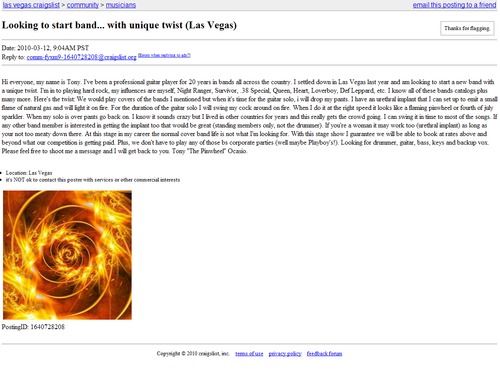 las vegas craigslist > community > musicians
email this posting to a friend
Looking to start band... with unique twist (Las Vegas)
Thanks for flagging.
Date: 2010-03-12, 9:04AM PST
Reply to: comm-fyxm9-1640728208@craigslist.org [Errors when replying to ads?]
Hi everyone, my name is Tony. I've been a professional guitar player for 20 years in bands all across the country. I settled down in Las Vegas last year and am looking to start a new band with
a unique twist. I'm in to playing hard rock, my influences are myself, Night Ranger, Survivor, .38 Special, Queen, Heart, Loverboy, Def Leppard, etc. I know all of these bands catalogs plus
many more. Here's the twist: We would play covers of the bands I mentioned but when it's time for the guitar solo, i will drop my pants. I have an urethral implant that I can set up to emit a small
flame of natural gas and will light it on fire. For the duration of the guitar solo I will swing my cock around on fire. When I do it at the right speed it looks like a flaming pinwheel or fourth of july
sparkler. When my solo is over pants go back on. I know it sounds crazy but I lived in other countries for years and this really gets the crowd going. I can swing it in time to most of the songs. If
any other band member is interested in getting the implant too that would be great (standing members only, not the drummer). If you're a woman it may work too (urethral implant) as long as
your not too meaty down there. At this stage in my career the normal cover band life is not what I'm looking for. With this stage show I guarantee we will be able to book at rates above and
beyond what our competition is getting paid. Plus, we don't have to play any of those bs corporate parties (well maybe Playboy's!). Looking for drummer, guitar, bass, keys and backup vox.
Please feel free to shoot me a message and I will get back to you. Tony "The Pinwheel" Ocasio.
Location: Las Vegas
it's NOT ok to contact this poster with services or other commercial interests
PostingID: 1640728208
Copyright © 2010 craigslist, inc. terms of use privacy policy feedback forum